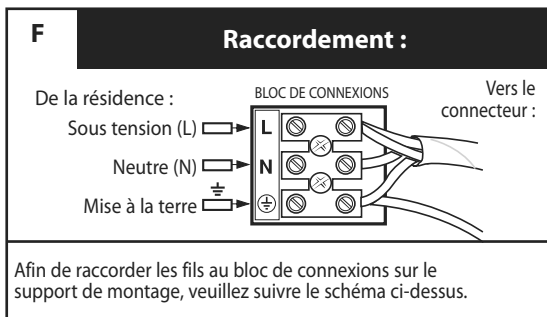 F
Raccordement :
De la résidence :
BLOC DE CONNEXIONS
Vers le
connecteur :
Sous tension (L)
L
Neutre (N)
N
Mise à la terre
Afin de raccorder les fils au bloc de connexions sur le
support de montage, veuillez suivre le schéma ci-dessus.